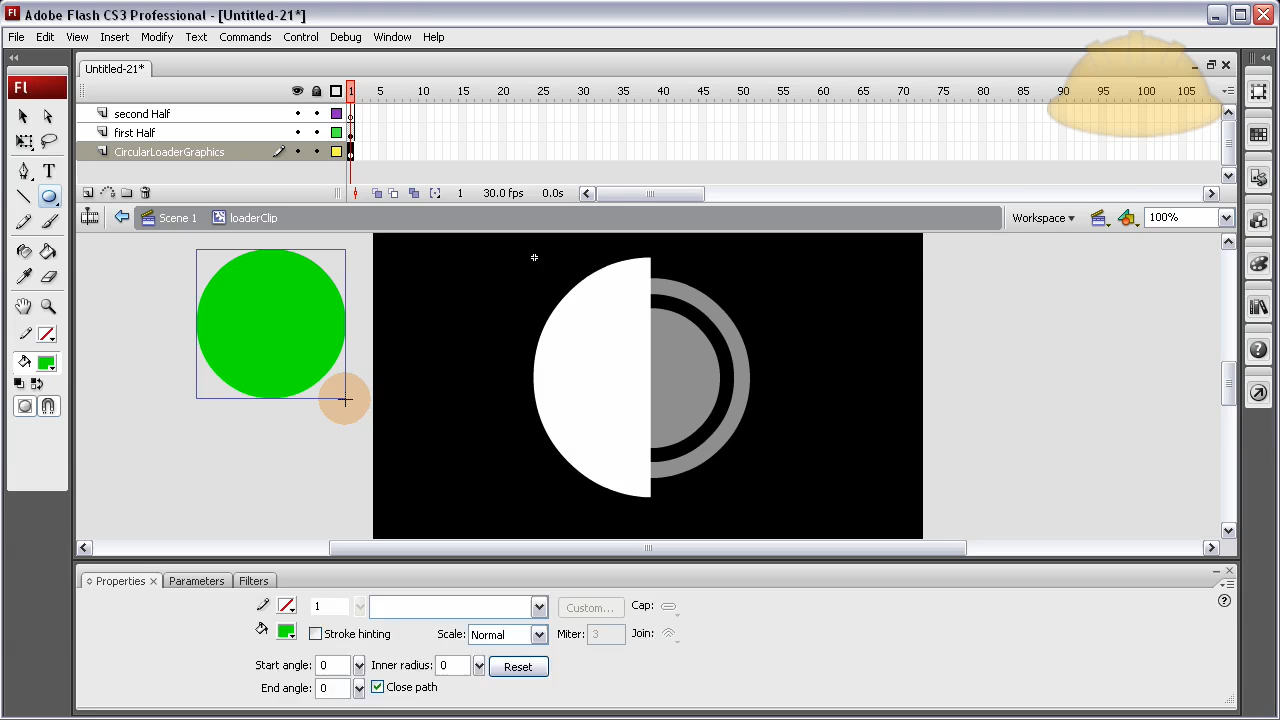 Fl Adobe Flash CS3 Professional - [Untitled-21*]
File Edit View Insert Modify Text Commands Control Debug Window Help
Fl
Untitled-21*
1 5 10 15 20 25 30 35 40 45 50 55 60 65 70 75 80 85 90 95 100 105
second Half
first Half
CircularLoaderGraphics
1 30.0 fps 0.0s
Scene 1 loaderClip Workspace 100%
Properties Parameters Filters
1 Custom... Cap:
Stroke hinting Scale: Normal Miter: 3 Join:
Start angle: 0 Inner radius: 0 Reset
End angle: 0 Close path